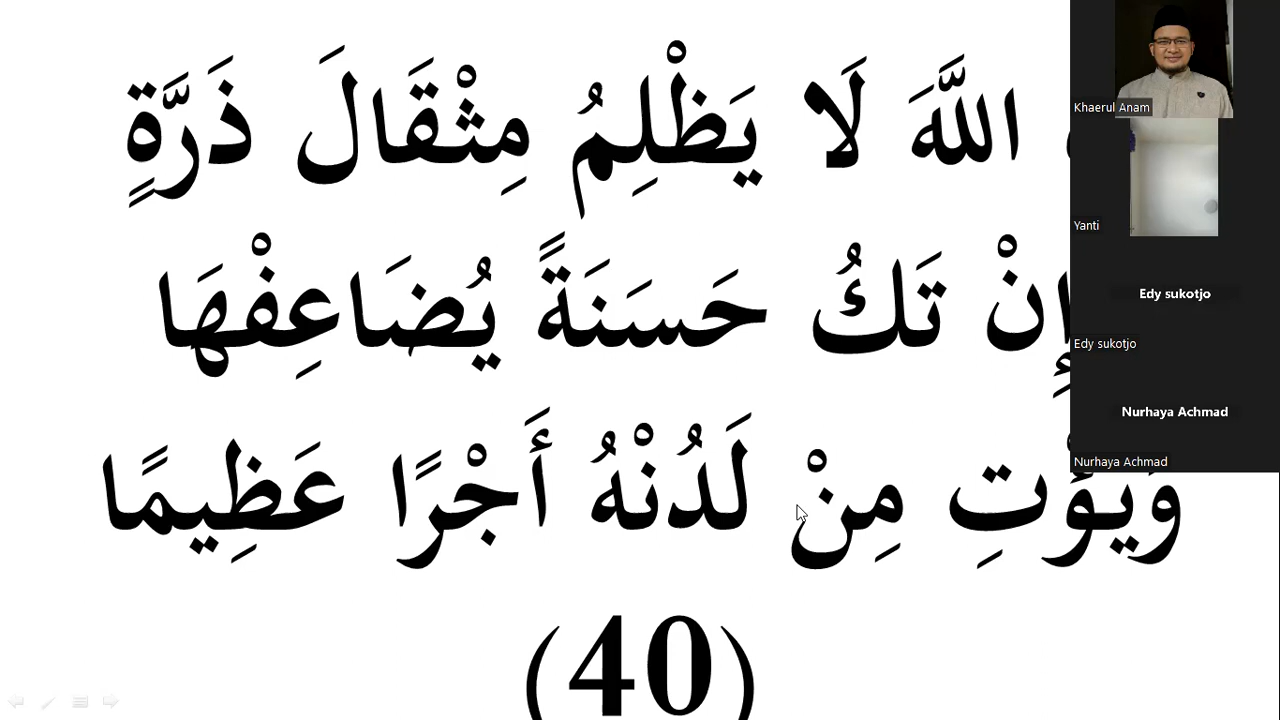 اللَّهَ لَا يَظْلِمُ مِثْقَالَ ذَرَّةٍ
إِنْ تَكُ حَسَنَةً يُضَاعِفْهَا
وَيُؤْتِ مِنْ لَدُنْهُ أَجْرًا عَظِيمًا
(40)
Khaerul Anam
Yanti
Edy sukotjo
Edy sukotjo
Nurhaya Achmad
Nurhaya Achmad